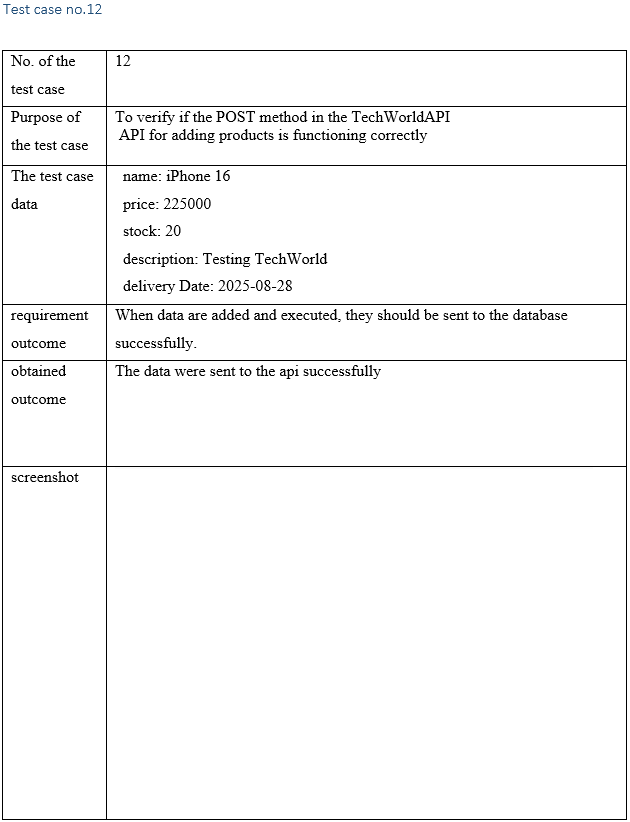 Test case no.12
No. of the
test case
12
Purpose of
the test case
To verify if the POST method in the TechWorldAPI
API for adding products is functioning correctly
The test case
data
name: iPhone 16
price: 225000
stock: 20
description: Testing TechWorld
delivery Date: 2025-08-28
requirement
outcome
When data are added and executed, they should be sent to the database
successfully.
obtained
outcome
The data were sent to the api successfully
screenshot